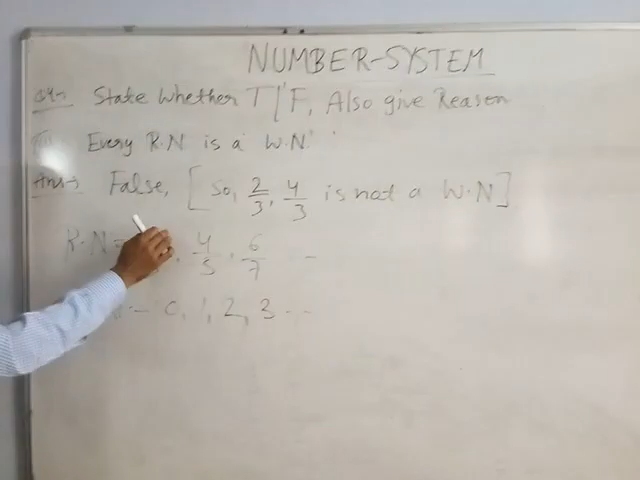 NUMBER-SYSTEM
Q4→ State Whether T/F, Also give Reason
Every R.N is a W.N.
Ans→ False, [So, 2/3, 4/3 is not a W.N]
R.N = , 4/5, 6/7 —
— 0, 1, 2, 3 ...